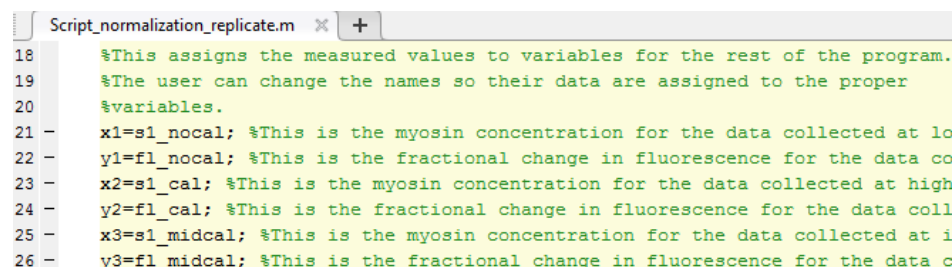 Script_normalization_replicate.m × +
18 %This assigns the measured values to variables for the rest of the program.
19 %The user can change the names so their data are assigned to the proper
20 %variables.
21 - x1=s1_nocal; %This is the myosin concentration for the data collected at lo
22 - y1=fl_nocal; %This is the fractional change in fluorescence for the data co
23 - x2=s1_cal; %This is the myosin concentration for the data collected at high
24 - y2=fl_cal; %This is the fractional change in fluorescence for the data coll
25 - x3=s1_midcal; %This is the myosin concentration for the data collected at i
26 - y3=fl_midcal; %This is the fractional change in fluorescence for the data c